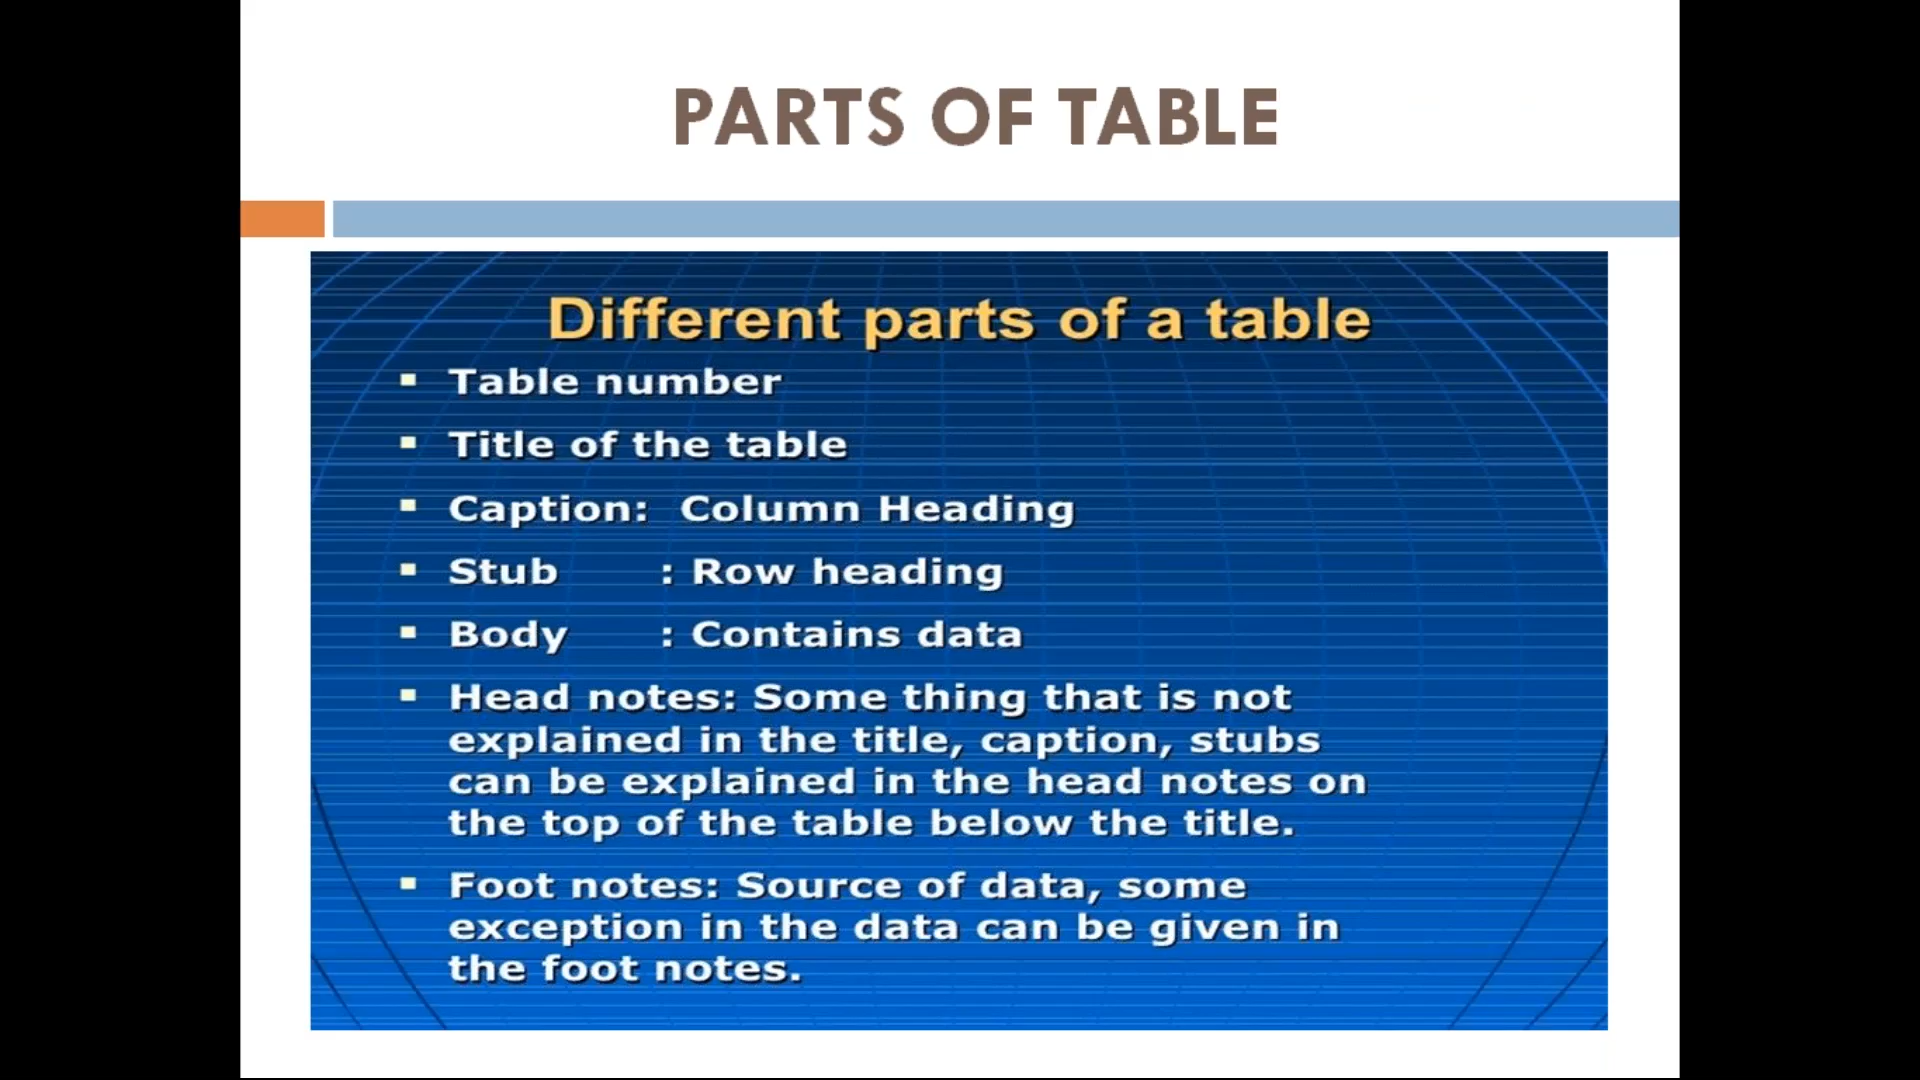 PARTS OF TABLE
Different parts of a table
Table number
Title of the table
Caption: Column Heading
Stub : Row heading
Body : Contains data
Head notes: Some thing that is not
explained in the title, caption, stubs
can be explained in the head notes on
the top of the table below the title.
Foot notes: Source of data, some
exception in the data can be given in
the foot notes.